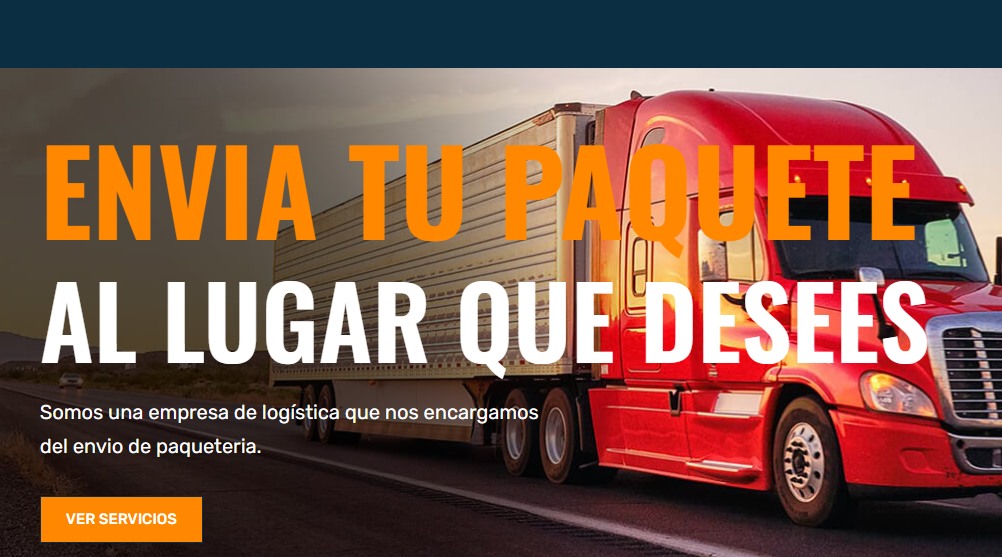 ENVIA TU PAQUETE
AL LUGAR QUE DESEES
Somos una empresa de logística que nos encargamos
del envio de paqueteria.
VER SERVICIOS